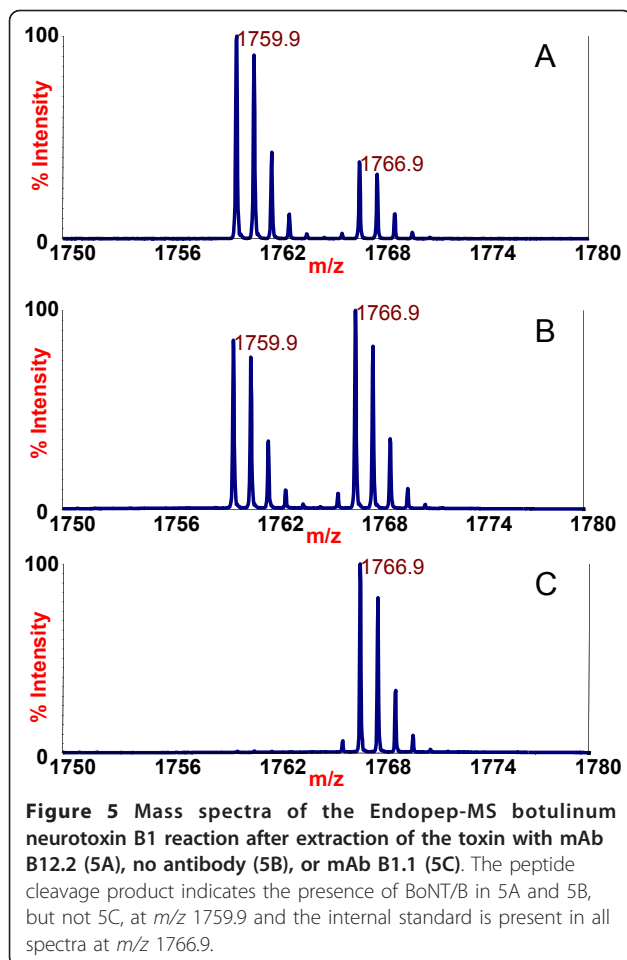 100
1759.9
A
% Intensity
1766.9
0
1750 1756 1762 1768 1774 1780
m/z
100
1766.9
1759.9
B
% Intensity
0
1750 1756 1762 1768 1774 1780
m/z
100
1766.9
C
% Intensity
0
1750 1756 1762 1768 1774 1780
m/z
Figure 5 Mass spectra of the Endopep-MS botulinum
neurotoxin B1 reaction after extraction of the toxin with mAb
B12.2 (5A), no antibody (5B), or mAb B1.1 (5C). The peptide
cleavage product indicates the presence of BoNT/B in 5A and 5B,
but not 5C, at m/z 1759.9 and the internal standard is present in all
spectra at m/z 1766.9.